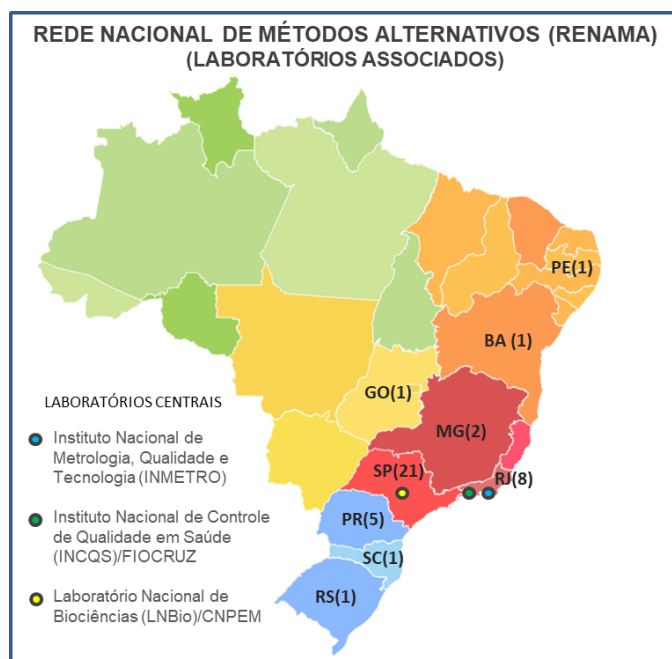 REDE NACIONAL DE MÉTODOS ALTERNATIVOS (RENAMA)
(LABORATÓRIOS ASSOCIADOS)
PE(1)
BA (1)
GO(1)
MG(2)
SP(21)
RJ(8)
PR(5)
SC(1)
RS(1)
LABORATÓRIOS CENTRAIS
Instituto Nacional de
Metrologia, Qualidade e
Tecnologia (INMETRO)
Instituto Nacional de Controle
de Qualidade em Saúde
(INCQS)/FIOCRUZ
Laboratório Nacional de
Biociências (LNBio)/CNPEM